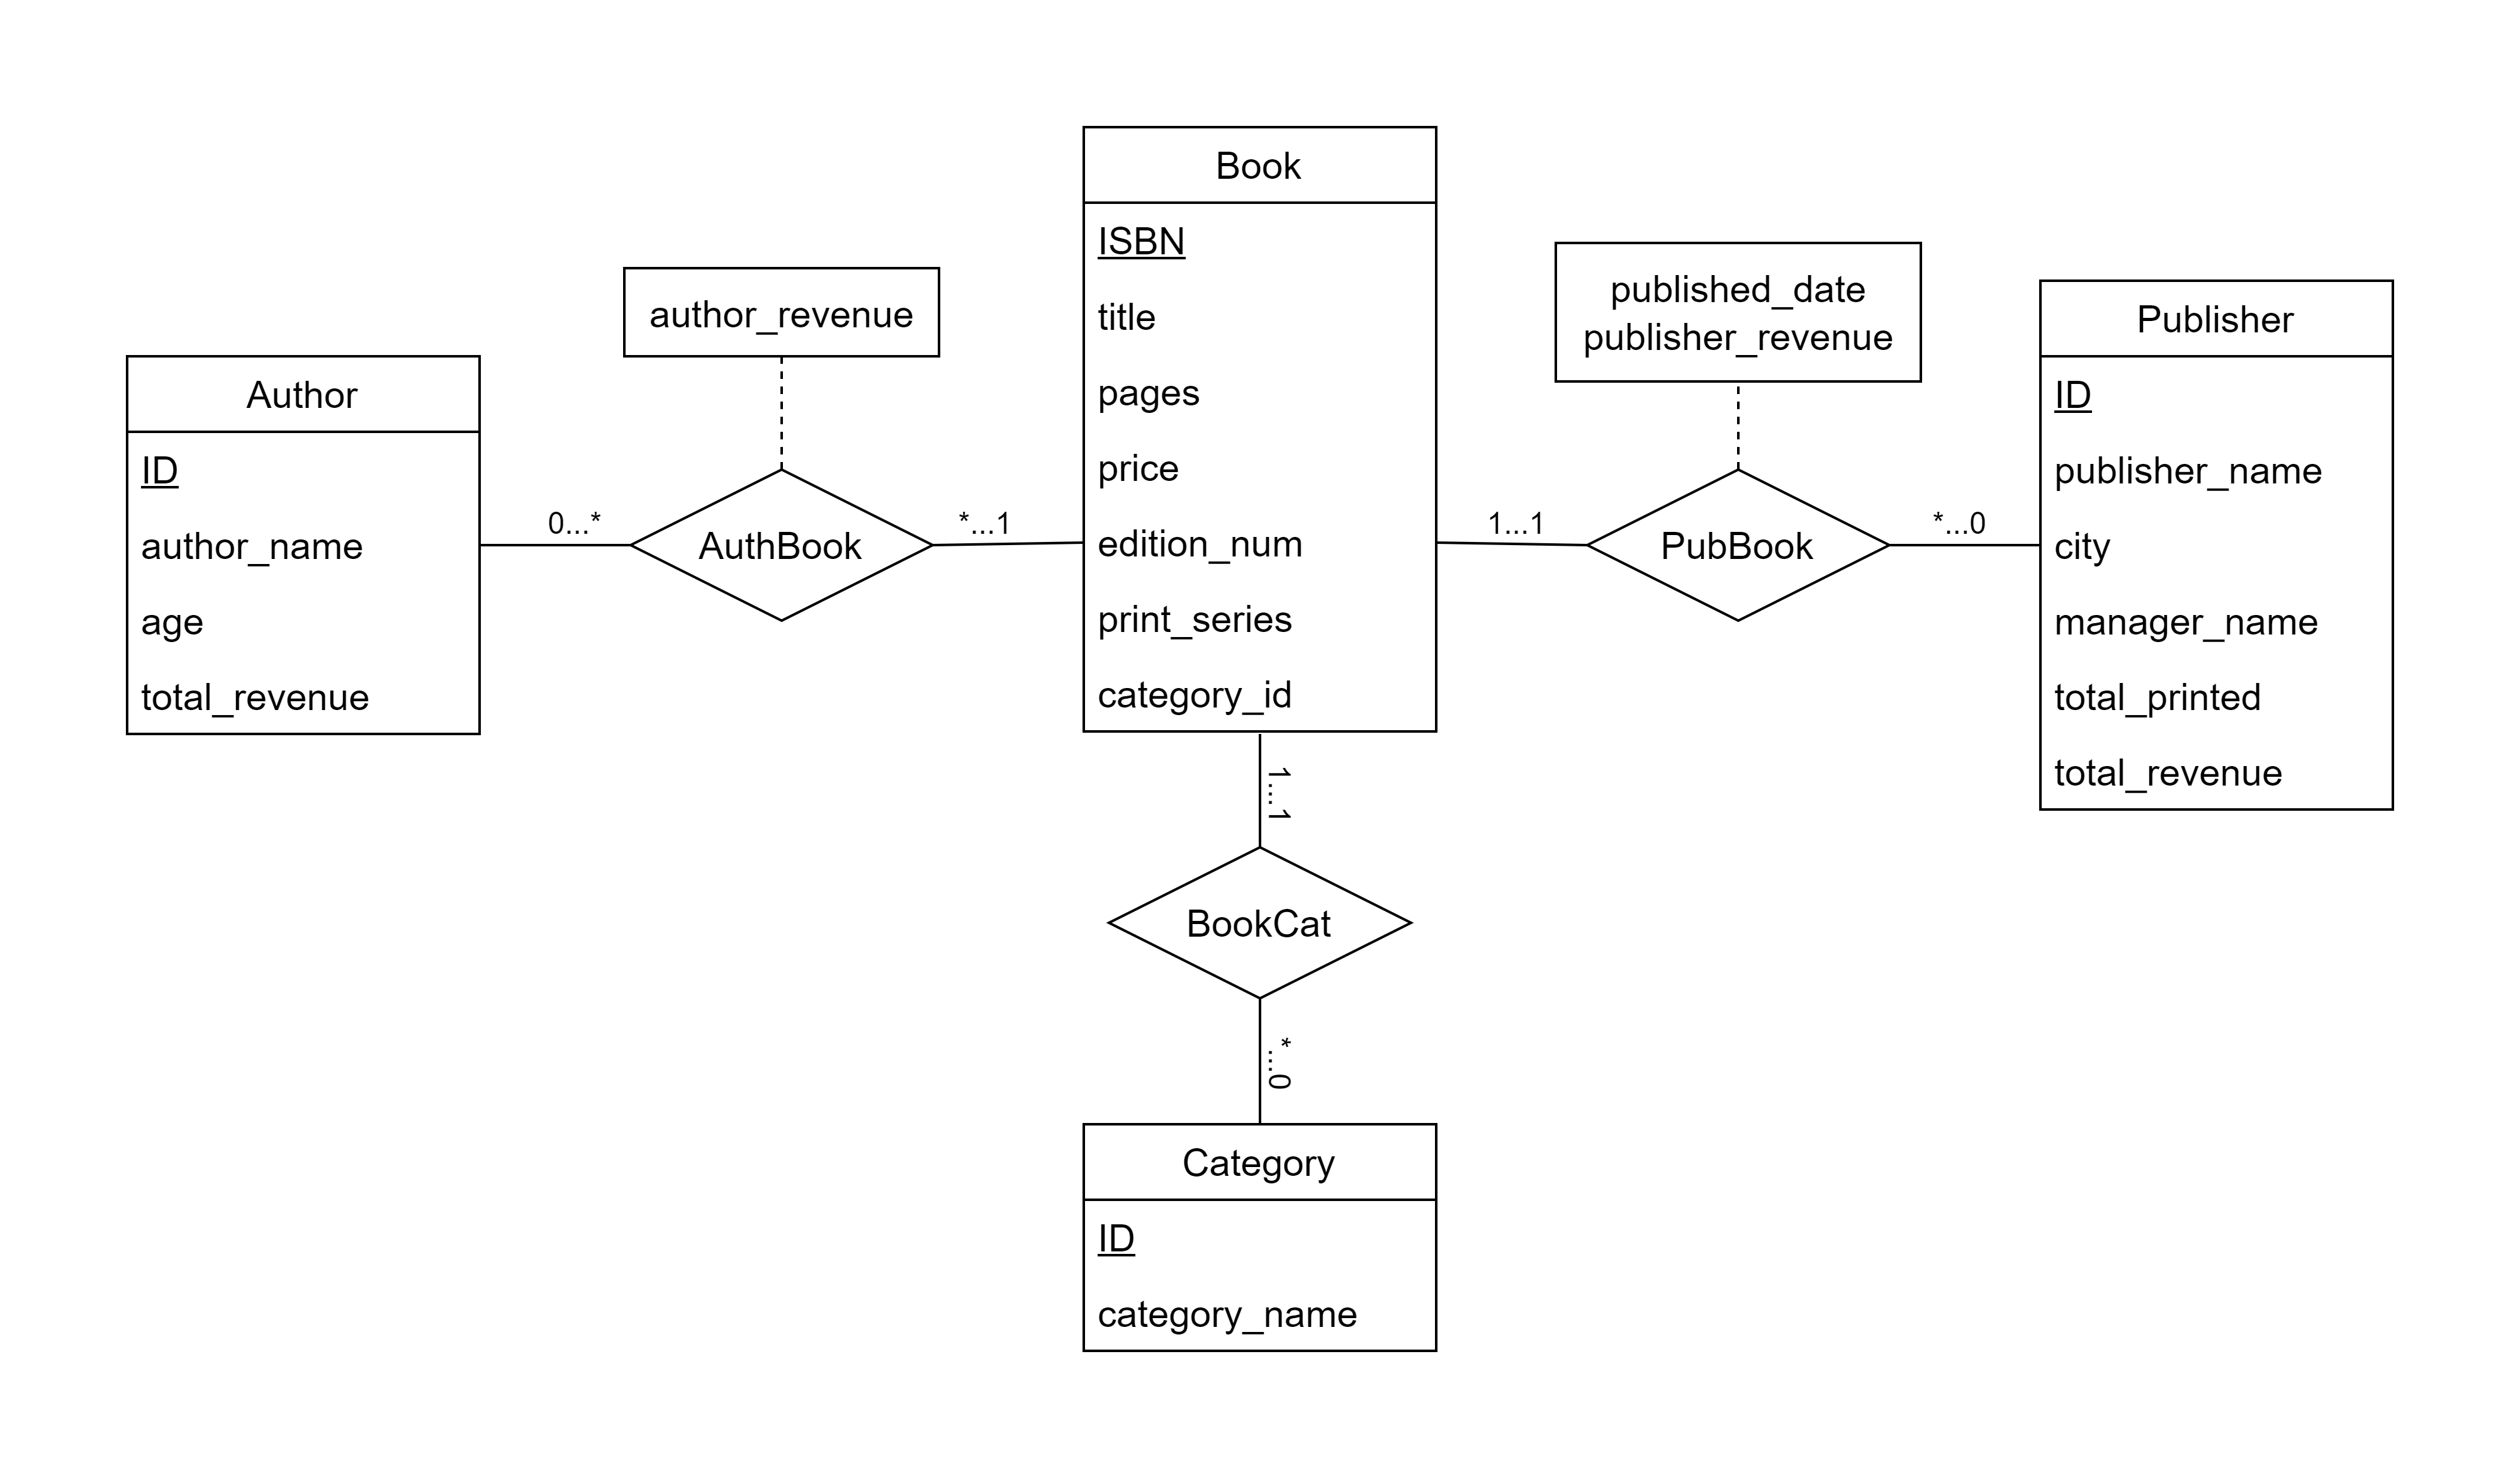 Book
ISBN
title
pages
price
edition_num
print_series
category_id
author_revenue
published_date
publisher_revenue
Author
ID
author_name
age
total_revenue
0...*
AuthBook
*...1
1...1
PubBook
*...0
Publisher
ID
publisher_name
city
manager_name
total_printed
total_revenue
1...1
BookCat
*...0
Category
ID
category_name